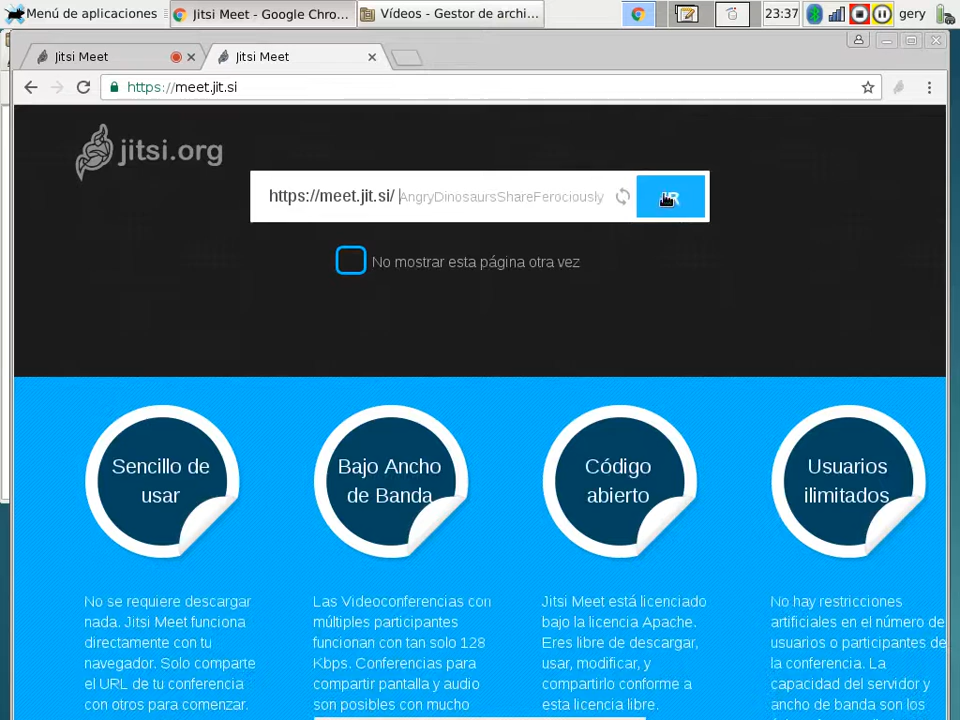 Menú de aplicaciones
Jitsi Meet - Google Chro...
Vídeos - Gestor de archi...
23:37
gery
Jitsi Meet
Jitsi Meet
https://meet.jit.si
jitsi.org
https://meet.jit.si/ AngryDinosaursShareFerociously
No mostrar esta página otra vez
Sencillo de
usar
Bajo Ancho
de Banda
Código
abierto
Usuarios
ilimitados
No se requiere descargar
nada. Jitsi Meet funciona
directamente con tu
navegador. Solo comparte
el URL de tu conferencia
con otros para comenzar.
Las Videoconferencias con
múltiples participantes
funcionan con tan solo 128
Kbps. Conferencias para
compartir pantalla y audio
son posibles con mucho
Jitsi Meet está licenciado
bajo la licencia Apache.
Eres libre de descargar,
usar, modificar, y
compartirlo conforme a
esta licencia libre.
No hay restricciones
artificiales en el número de
usuarios o participantes de
la conferencia. La
capacidad del servidor y
ancho de banda son los